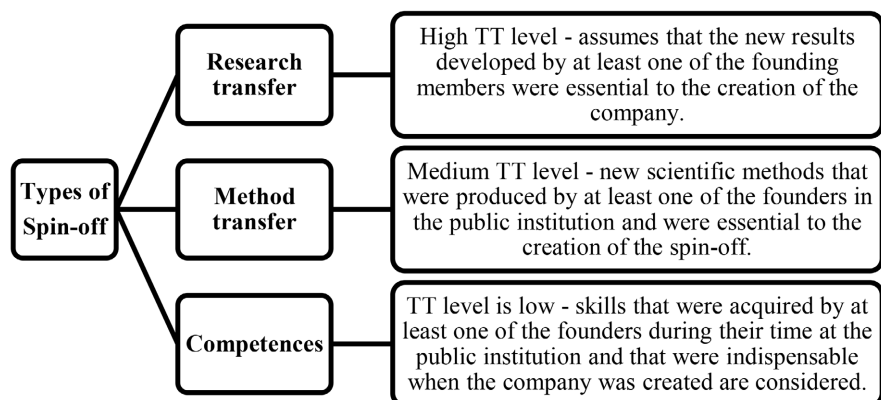 Research
transfer
High TT level - assumes that the new results
developed by at least one of the founding
members were essential to the creation of the
company.
Types of
Spin-off
Method
transfer
Medium TT level - new scientific methods that
were produced by at least one of the founders in
the public institution and were essential to the
creation of the spin-off.
Competences
TT level is low - skills that were acquired by at
least one of the founders during their time at the
public institution and that were indispensable
when the company was created are considered.